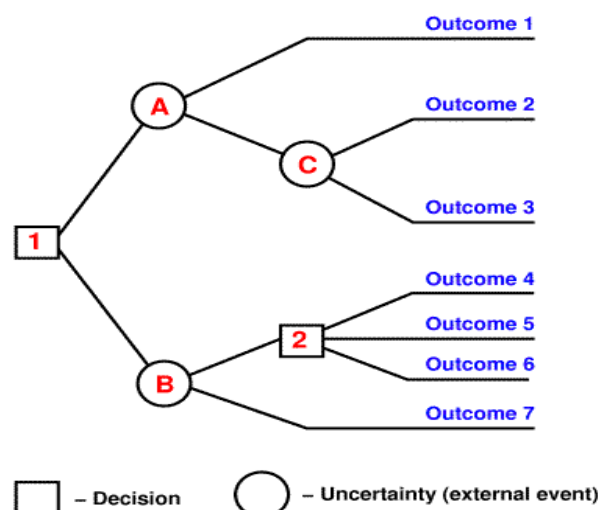 Outcome 1
A
Outcome 2
C
Outcome 3
1
Outcome 4
2
Outcome 5
Outcome 6
B
Outcome 7
– Decision
– Uncertainty (external event)